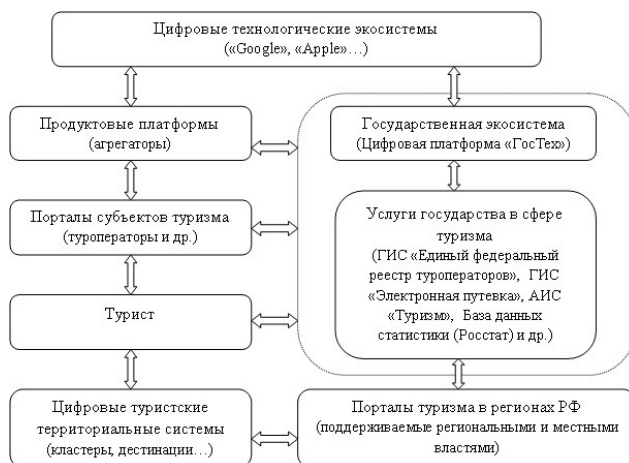 Цифровые технологические экосистемы
(«Google», «Apple»…)
Продуктовые платформы
(агрегаторы)
Государственная экосистема
(Цифровая платформа «ГосТех»)
Порталы субъектов туризма
(туроператоры и др.)
Услуги государства в сфере
туризма
(ГИС «Единый федеральный
реестр туроператоров», ГИС
«Электронная путевка», АИС
«Туризм», База данных
статистики (Росстат) и др.)
Турист
Цифровые туристские
территориальные системы
(кластеры, дестинации…)
Порталы туризма в регионах РФ
(поддерживаемые региональными и местными
властями)